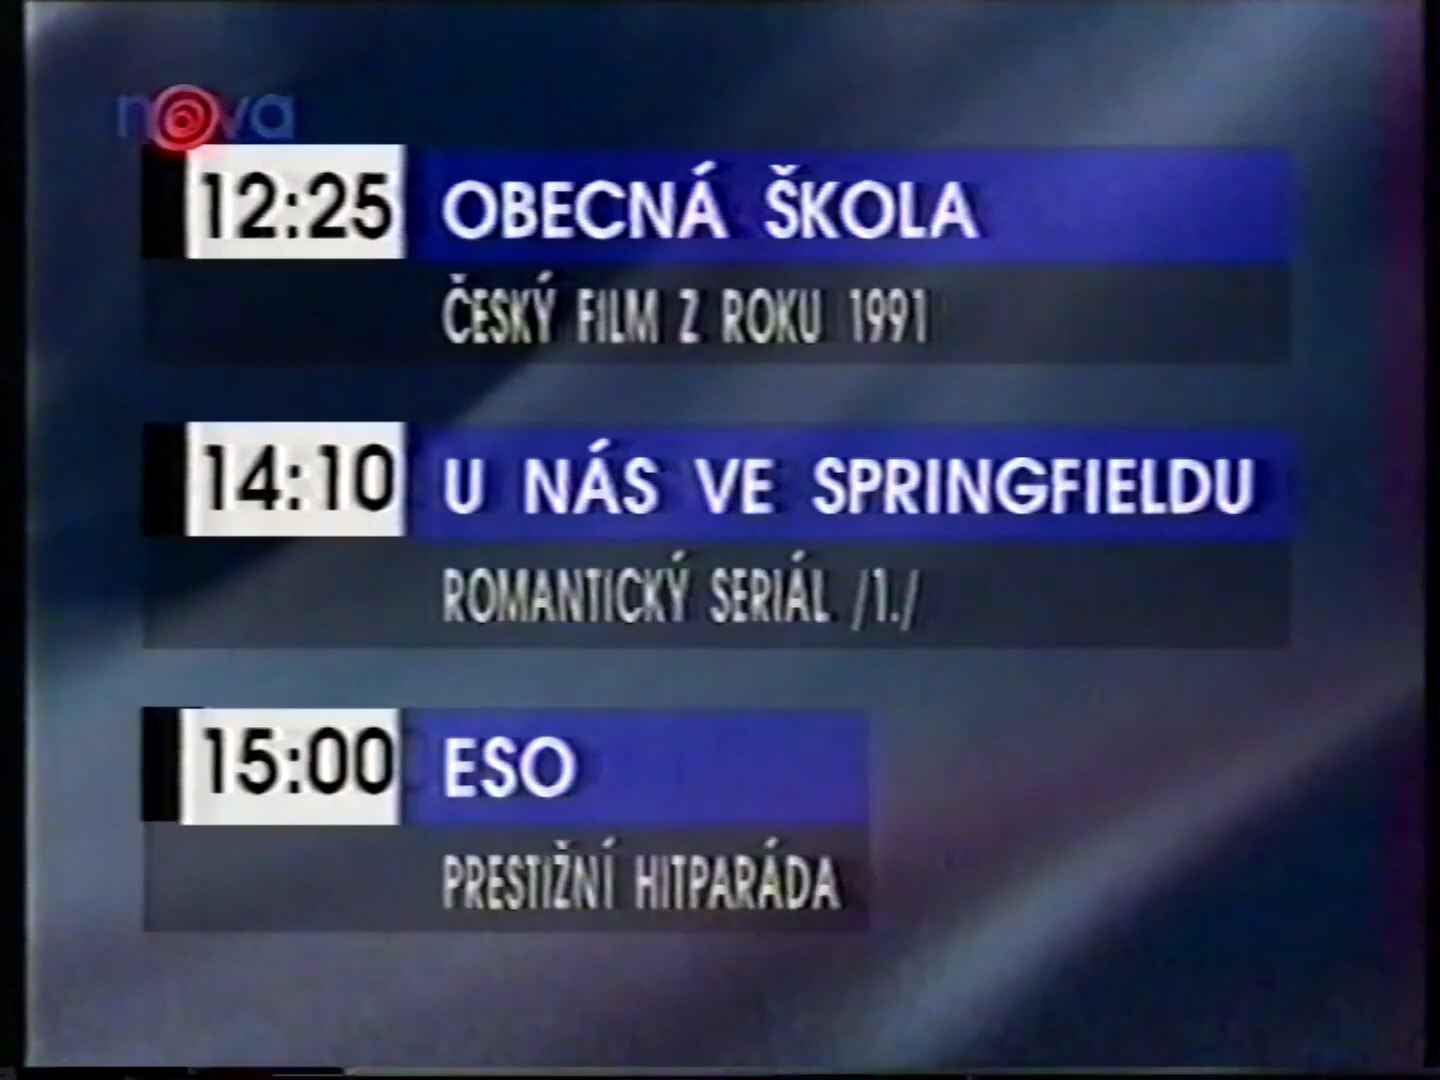 nova
12:25 OBECNÁ ŠKOLA
ČESKÝ FILM Z ROKU 1991
14:10 U NÁS VE SPRINGFIELDU
ROMANTICKÝ SERIÁL /1./
15:00 ESO
PRESTIŽNÍ HITPARÁDA